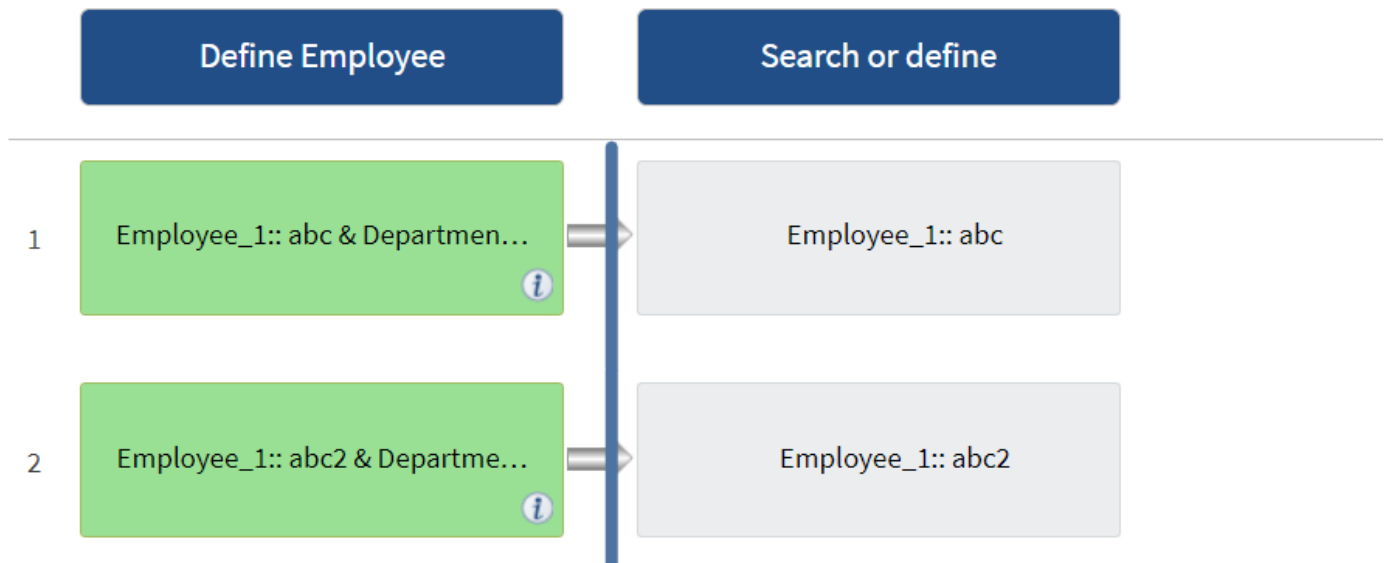 Define Employee
Search or define
1
Employee_1:: abc & Departmen...
i
Employee_1:: abc
2
Employee_1:: abc2 & Departme...
i
Employee_1:: abc2